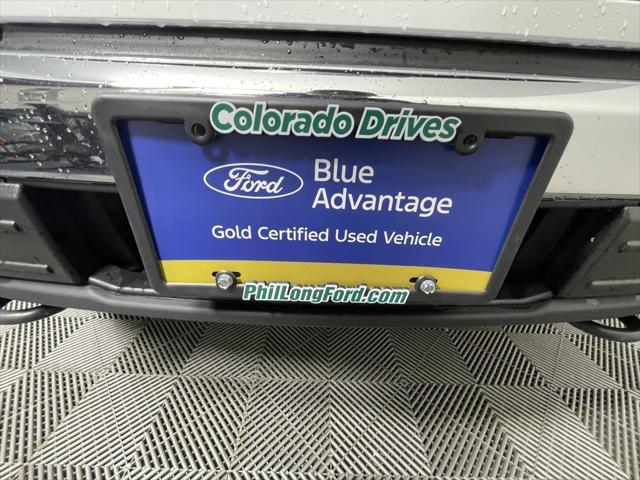 Colorado Drives
Ford
Blue
Advantage
Gold Certified Used Vehicle
PhilLongFord.com